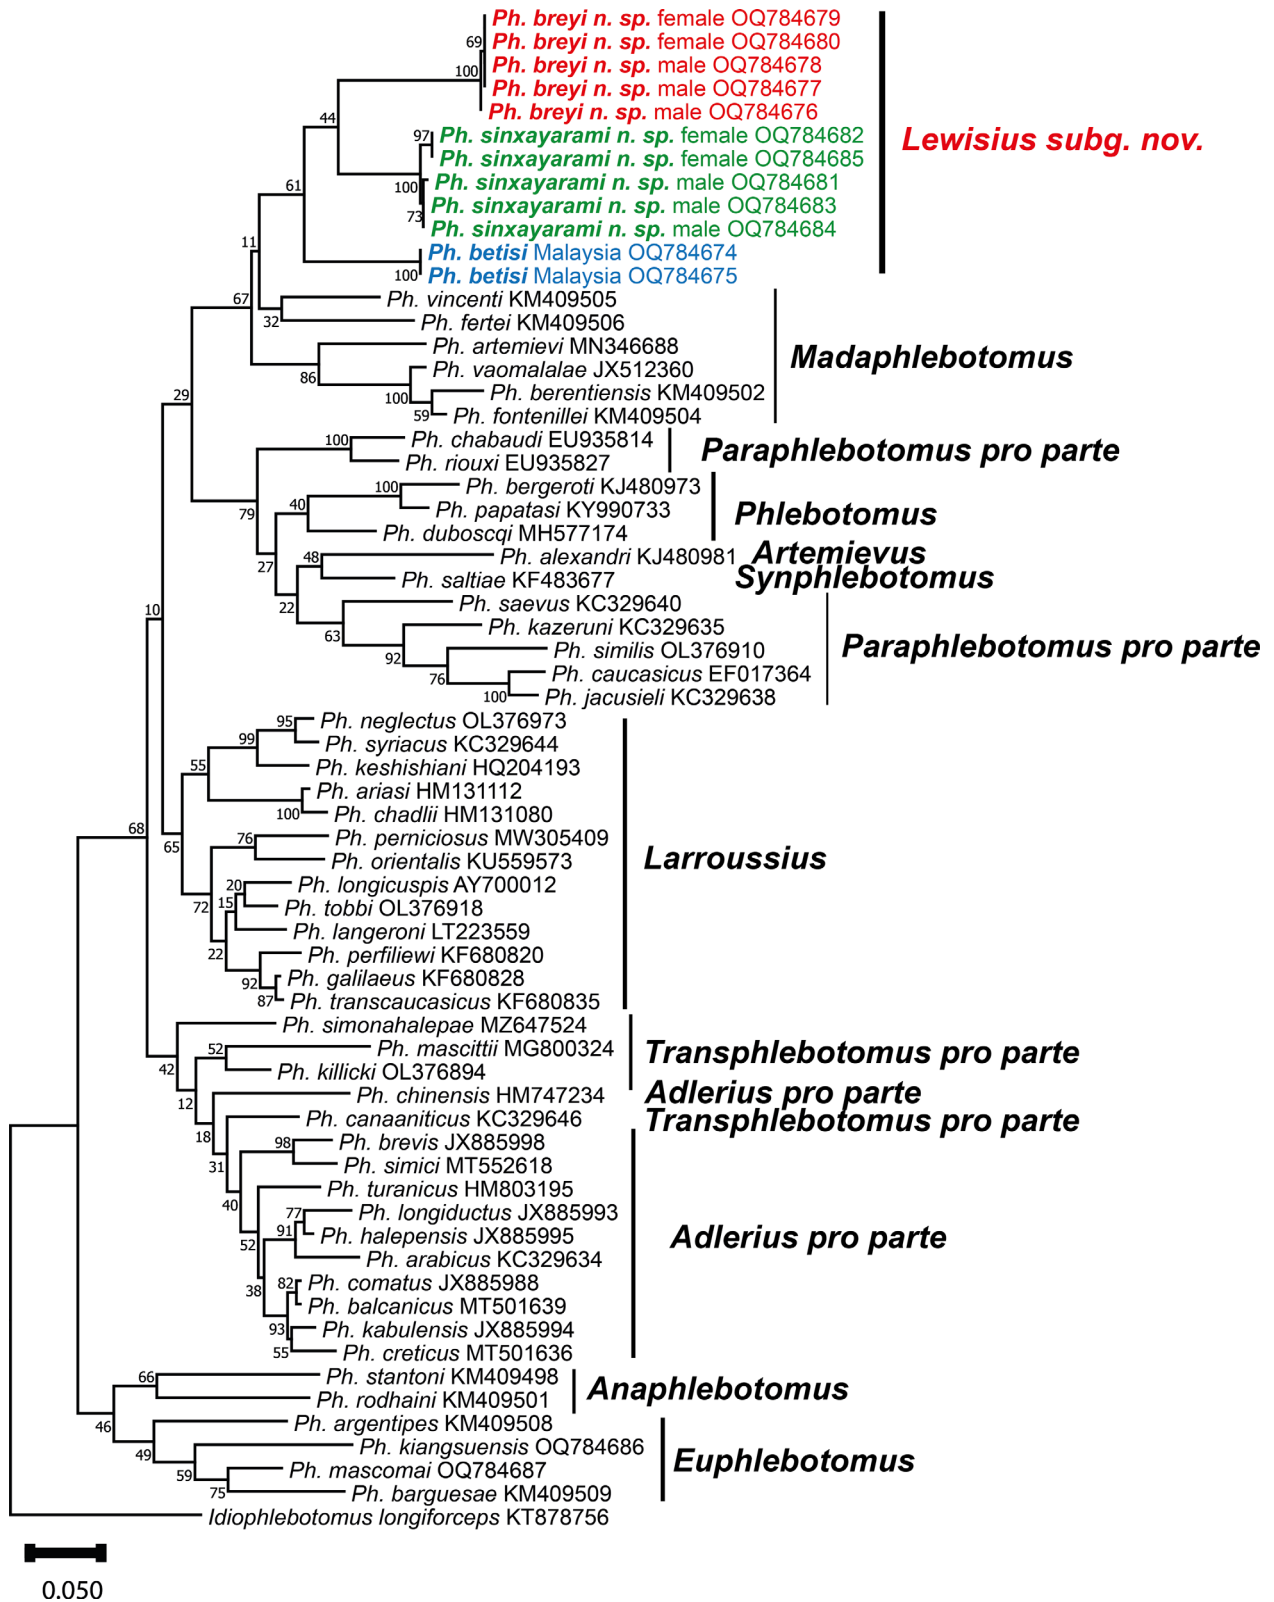 Ph. breyi n. sp. female OQ784679
Ph. breyi n. sp. female OQ784680
69
Ph. breyi n. sp. male OQ784678
100
Ph. breyi n. sp. male OQ784677
Ph. breyi n. sp. male OQ784676
44
Ph. sinxayarami n. sp. female OQ784682
97
Lewisius subg. nov.
Ph. sinxayarami n. sp. female OQ784685
Ph. sinxayarami n. sp. male OQ784681
61
100
Ph. sinxayarami n. sp. male OQ784683
73
Ph. sinxayarami n. sp. male OQ784684
11
Ph. betisi Malaysia OQ784674
Ph. betisi Malaysia OQ784675
100
67
Ph. vincenti KM409505
32
Ph. fertei KM409506
Ph. artemievi MN346688
Madaphlebotomus
86
Ph. vaomalalae JX512360
Ph. berentiensis KM409502
29
100
59
Ph. fontenillei KM409504
100
Ph. chabaudi EU935814
Paraphlebotomus pro parte
Ph. riouxi EU935827
100
Ph. bergeroti KJ480973
40
Ph. papatasi KY990733
79
Phlebotomus
Ph. duboscqi MH577174
48
Ph. alexandri KJ480981
Artemievus
27
Ph. saltiae KF483677
Synphlebotomus
22
Ph. saevus KC329640
10
Ph. kazeruni KC329635
63
Paraphlebotomus pro parte
Ph. similis OL376910
92
Ph. caucasicus EF017364
76
100
Ph. jacusieli KC329638
95
Ph. neglectus OL376973
99
Ph. syriacus KC329644
55
Ph. keshishiani HQ204193
Ph. ariasi HM131112
100
Ph. chadlii HM131080
68
76
Ph. perniciosus MW305409
65
Ph. orientalis KU559573
Larroussius
20
Ph. longicuspis AY700012
72
15
Ph. tobbi OL376918
Ph. langeroni LT223559
22
Ph. perfiliewi KF680820
92
Ph. galilaeus KF680828
87
Ph. transcaucasicus KF680835
Ph. simonahalepae MZ647524
52
Ph. mascittii MG800324
Transphlebotomus pro parte
42
Ph. killicki OL376894
12
Ph. chinensis HM747234
Adlerius pro parte
Ph. canaaniticus KC329646
Transphlebotomus pro parte
18
98
Ph. brevis JX885998
31
Ph. simici MT552618
Ph. turanicus HM803195
40
77
Ph. longiductus JX885993
91
Ph. halepensis JX885995
Adlerius pro parte
52
Ph. arabicus KC329634
82
Ph. comatus JX885988
38
Ph. balcanicus MT501639
93
Ph. kabulensis JX885994
55
Ph. creticus MT501636
66
Ph. stantoni KM409498
Anaphlebotomus
Ph. rodhaini KM409501
46
Ph. argentipes KM409508
49
Ph. kiangsuensis OQ784686
Euphlebotomus
59
Ph. mascomai OQ784687
75
Ph. barguesae KM409509
Idiophlebotomus longiforceps KT878756
0.050